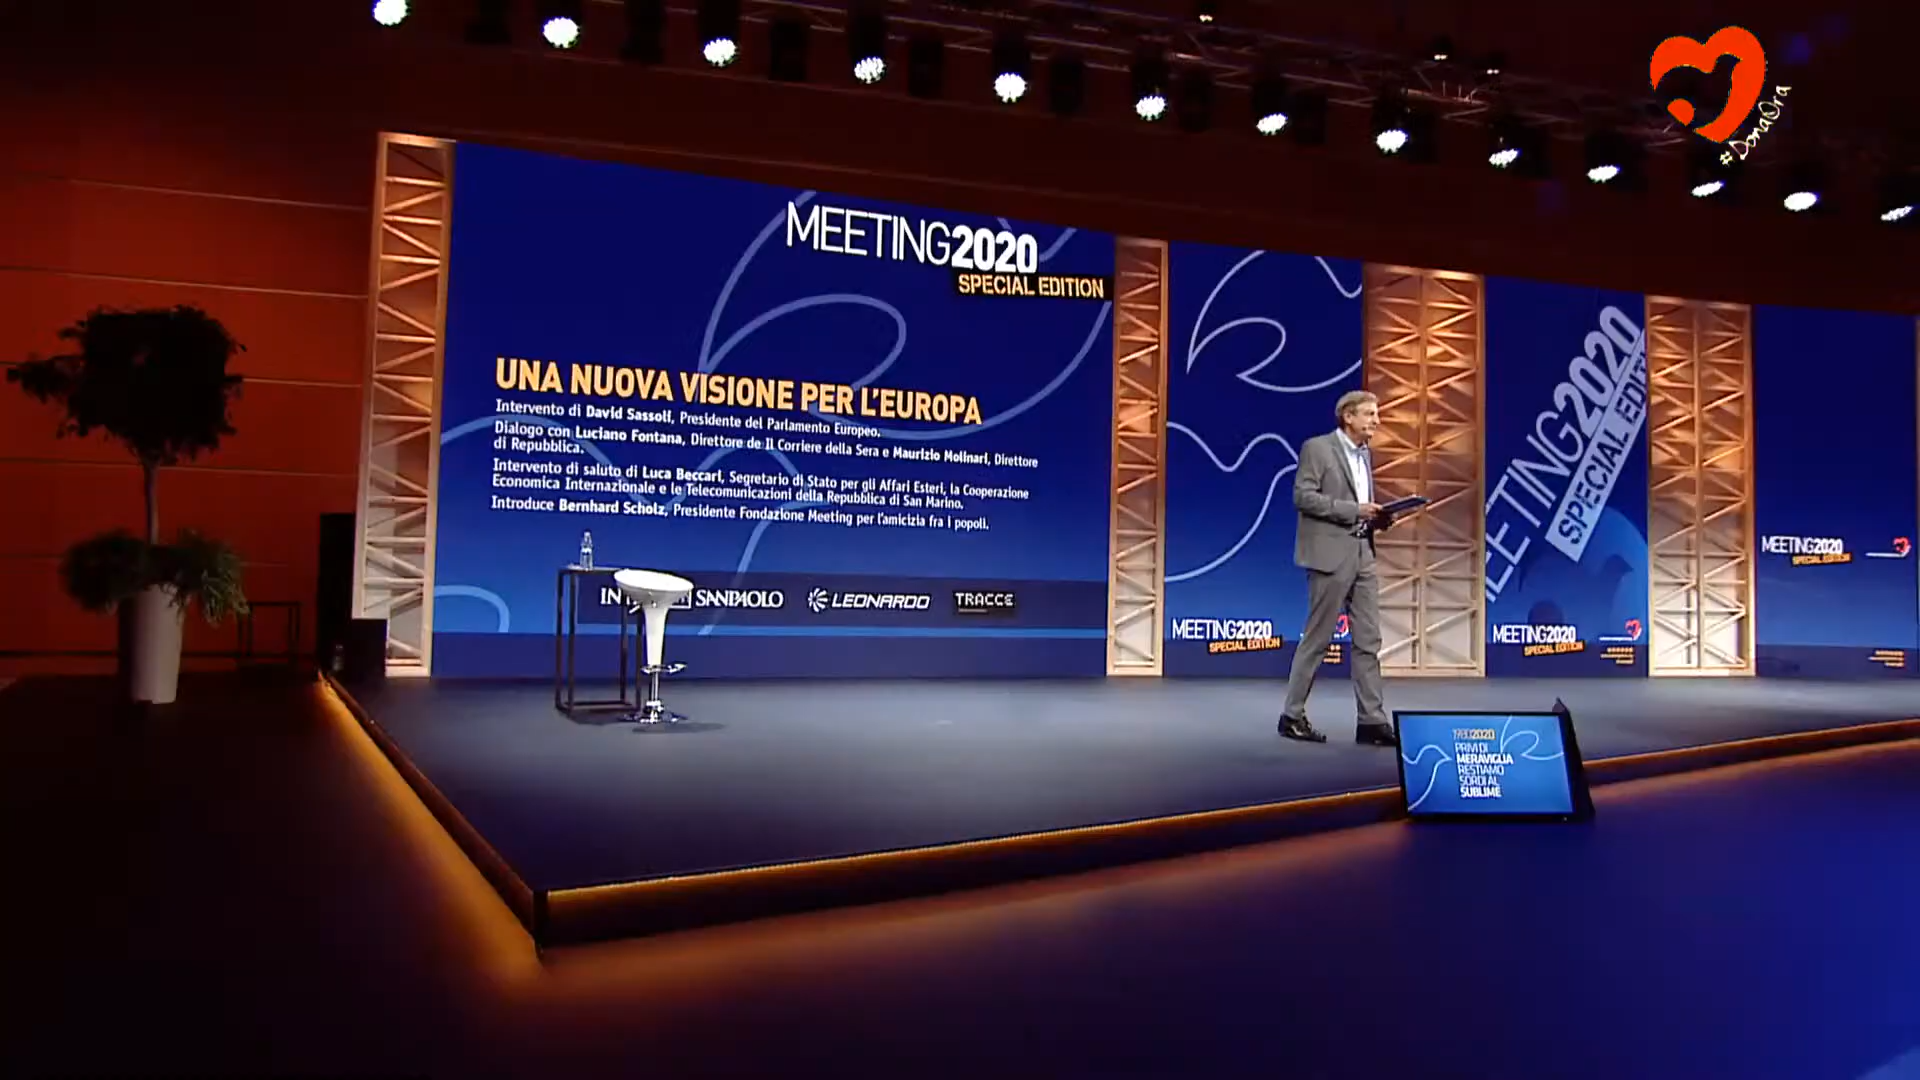 #DonaOra
MEETING2020
SPECIAL EDITION
UNA NUOVA VISIONE PER L'EUROPA
Intervento di David Sassoli, Presidente del Parlamento Europeo.
Dialogo con Luciano Fontana, Direttore de Il Corriere della Sera e Maurizio Molinari, Direttore
di Repubblica.
Intervento di saluto di Luca Beccari, Segretario di Stato per gli Affari Esteri, la Cooperazione
Economica Internazionale e le Telecomunicazioni della Repubblica di San Marino.
Introduce Bernhard Scholz, Presidente Fondazione Meeting per l'amicizia fra i popoli.
SANPAOLO
LEONARDO
TRACCE
MEETING2020
SPECIAL EDITION
MEETING2020
SPECIAL EDIT
MEETING2020
SPECIAL EDITION
MEETING2020
SPECIAL EDITION
19802020
PRIVI DI
MERAVIGLIA
RESTIAMO
SORDI AL
SUBLIME